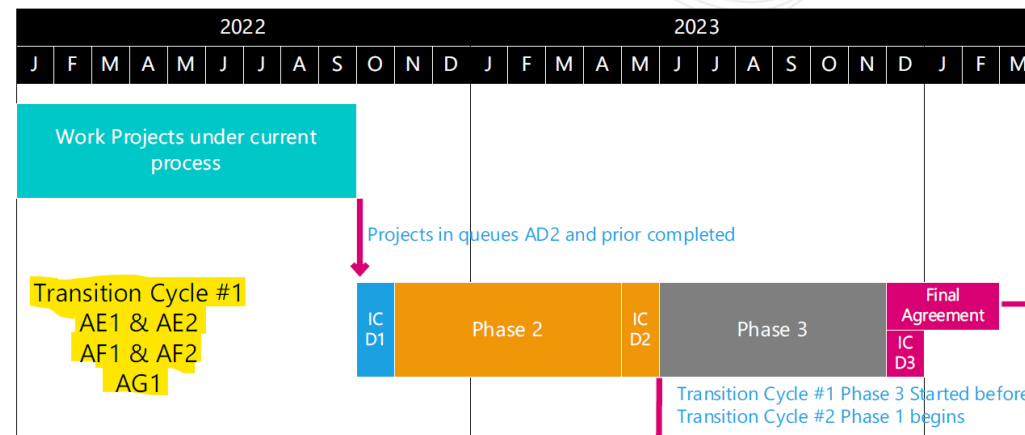 2022
2023
J F M A M J J A S O N D J F M A M J J A S O N D J F M
Work Projects under current
process
Projects in queues AD2 and prior completed
Transition Cycle #1
AE1 & AE2
AF1 & AF2
AG1
IC
D1
Phase 2
IC
D2
Phase 3
Final
Agreement
IC
D3
Transition Cycle #1 Phase 3 Started before
Transition Cycle #2 Phase 1 begins